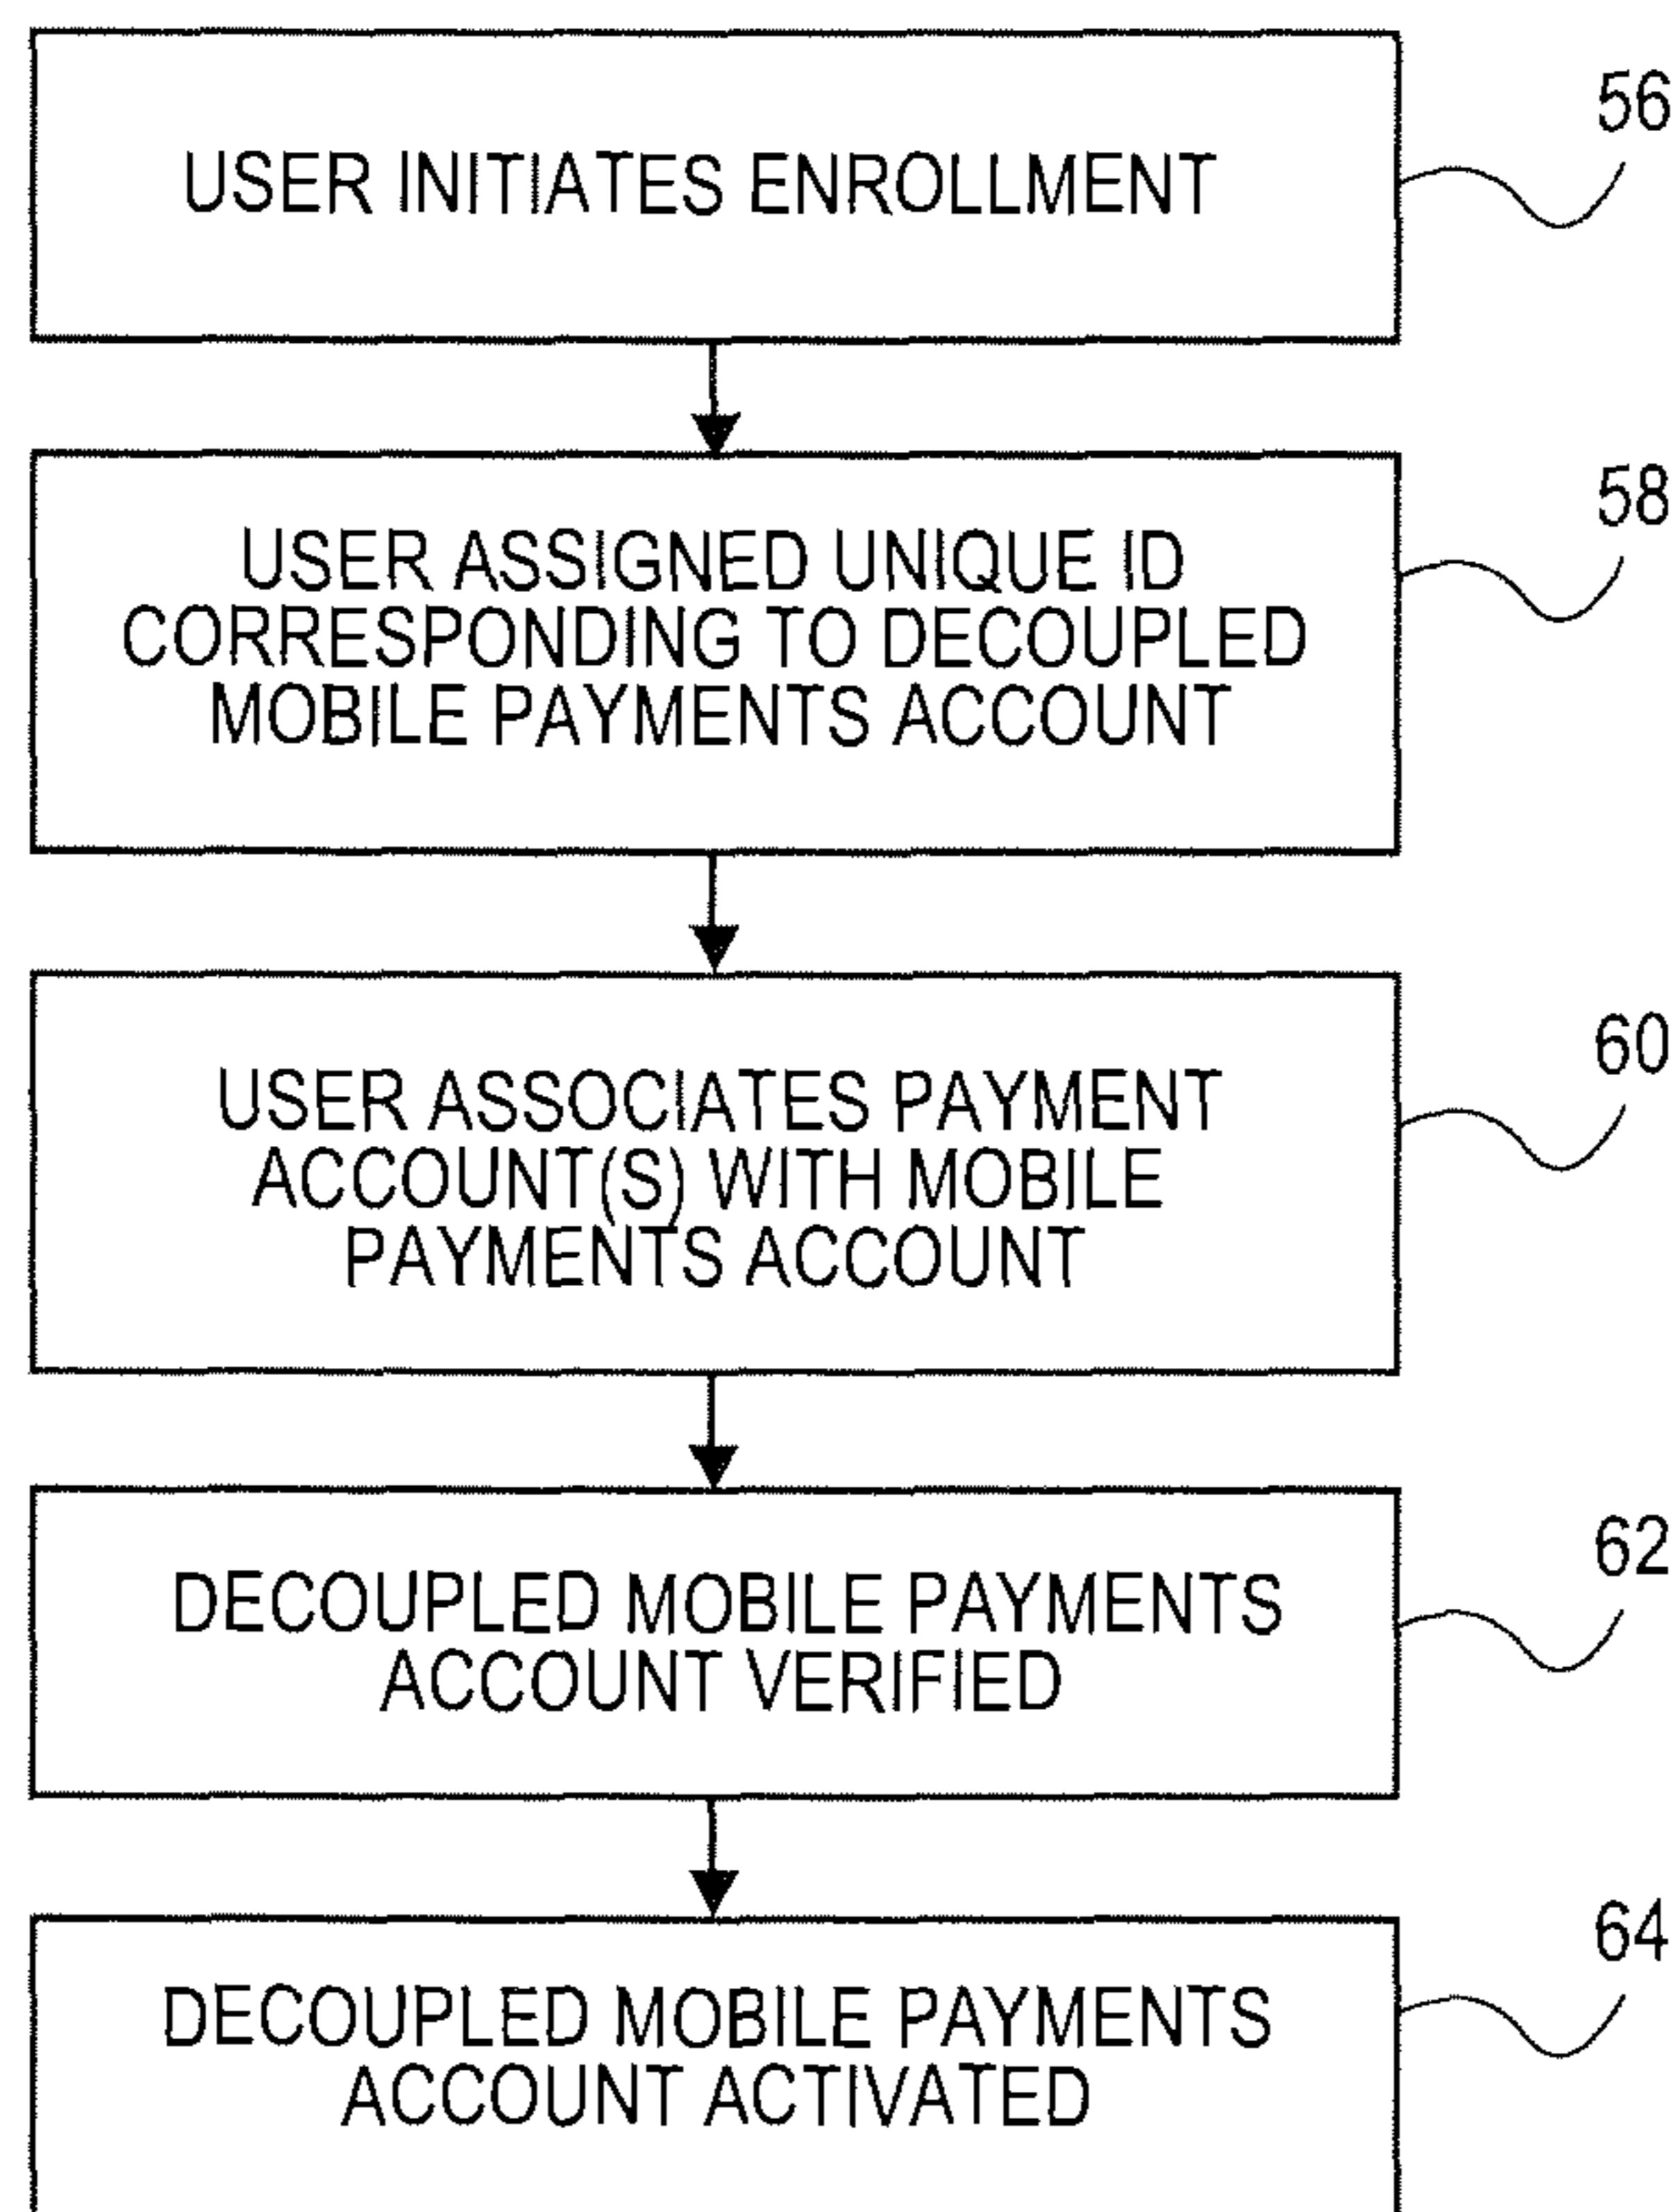 56
USER INITIATES ENROLLMENT
58
USER ASSIGNED UNIQUE ID
CORRESPONDING TO DECOUPLED
MOBILE PAYMENTS ACCOUNT
60
USER ASSOCIATES PAYMENT
ACCOUNT(S) WITH MOBILE
PAYMENTS ACCOUNT
62
DECOUPLED MOBILE PAYMENTS
ACCOUNT VERIFIED
64
DECOUPLED MOBILE PAYMENTS
ACCOUNT ACTIVATED